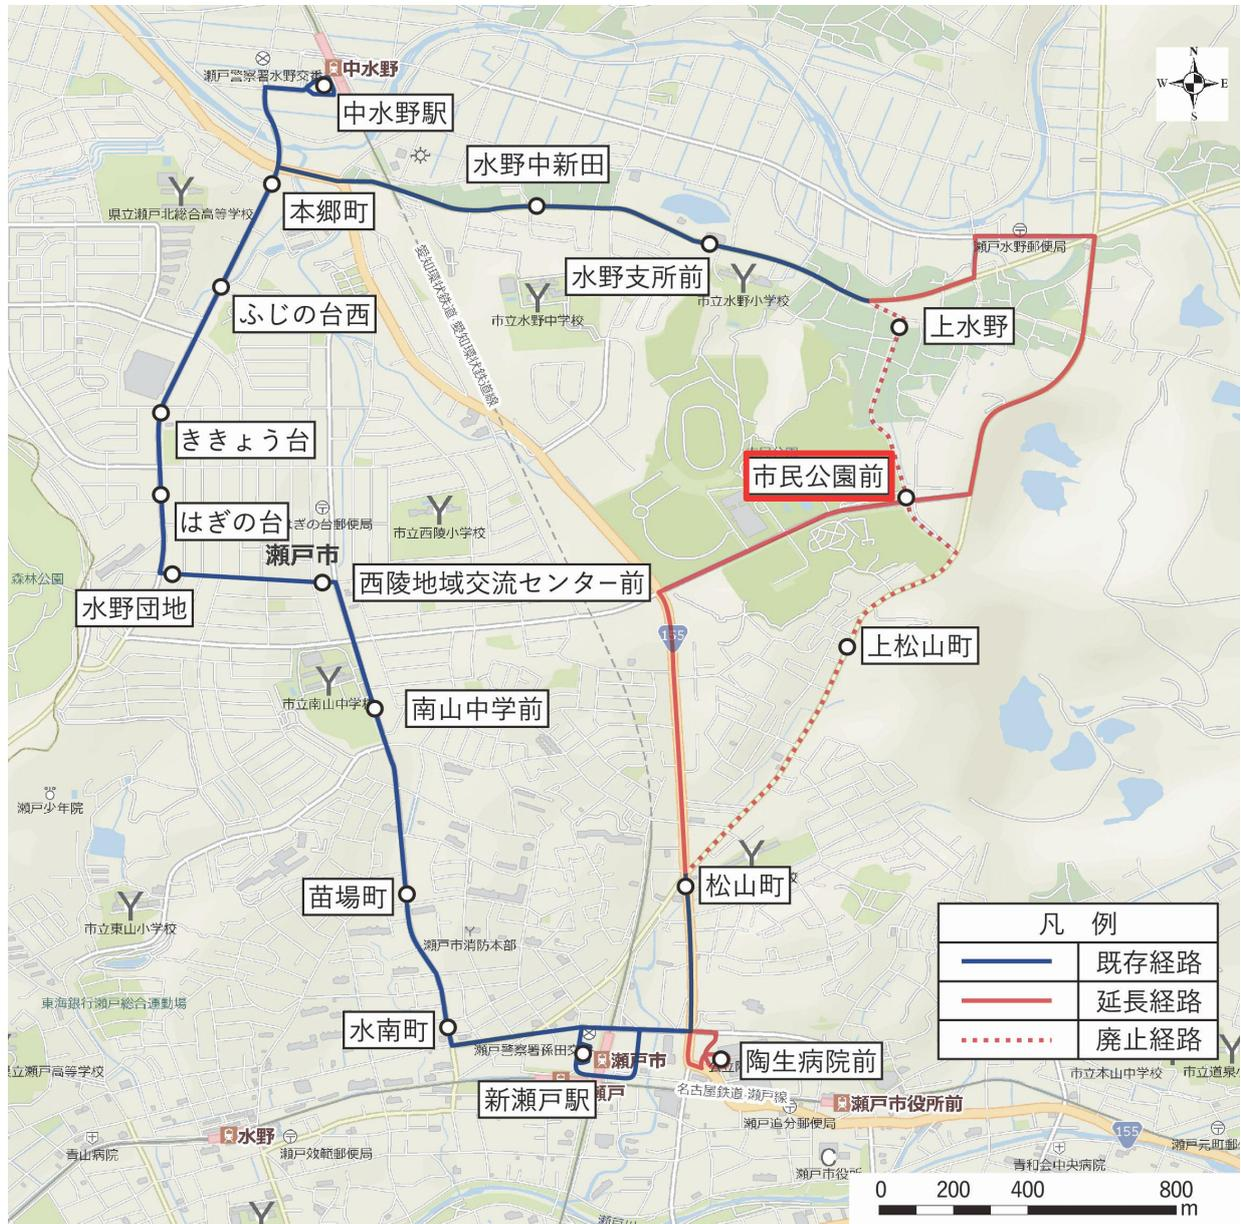 N
W
E
S
瀬戸警察署水野交番
中水野
中水野駅
水野中新田
県立瀬戸北総合高等学校
本郷町
水野支所前
瀬戸水野郵便局
愛知環状鉄道 愛知環状鉄道線
市立水野小学校
市立水野中学校
ふじの台西
上水野
ききょう台
市民公園前
はぎの台
はぎの台郵便局
市立西陵小学校
瀬戸市
西陵地域交流センター前
森林公園
水野団地
155
上松山町
市立南山中学校
南山中学前
瀬戸少年院
松山町
苗場町
市立東山小学校
瀬戸市消防本部
凡 例
既存経路
延長経路
廃止経路
東海銀行瀬戸総合運動場
水南町
瀬戸警察署孫田交
瀬戸市
陶生病院前
県立瀬戸高等学校
市立本山中学校
市立道泉小
新瀬戸駅
瀬戸
名古屋鉄道 瀬戸線
瀬戸市役所前
瀬戸追分郵便局
水野
青山病院
瀬戸效範郵便局
155
瀬戸元町郵便
青和会中央病院
瀬戸市役所
0 200 400 800
m
瀬戸川